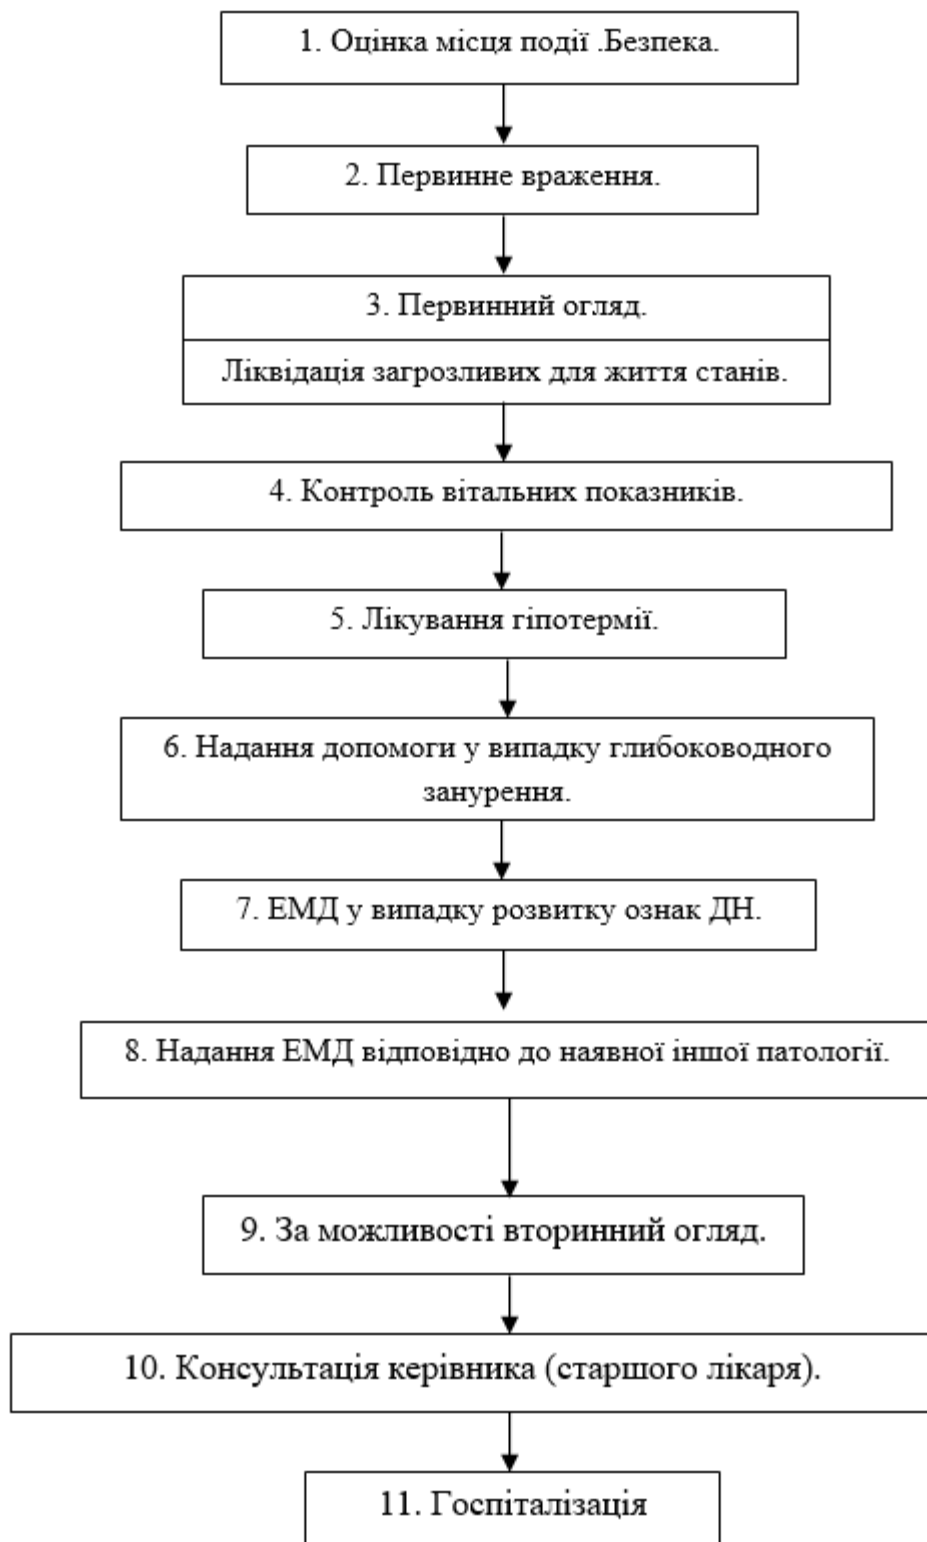 1. Оцінка місця події .Безпека.
2. Первинне враження.
3. Первинний огляд.
Ліквідація загрозливих для життя станів.
4. Контроль вітальних показників.
5. Лікування гіпотермії.
6. Надання допомоги у випадку глибоководного
занурення.
7. ЕМД у випадку розвитку ознак ДН.
8. Надання ЕМД відповідно до наявної іншої патології.
9. За можливості вторинний огляд.
10. Консультація керівника (старшого лікаря).
11. Госпіталізація